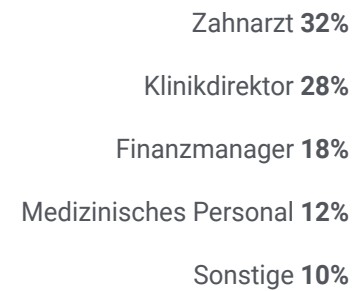 Zahnarzt 32%
Klinikdirektor 28%
Finanzmanager 18%
Medizinisches Personal 12%
Sonstige 10%